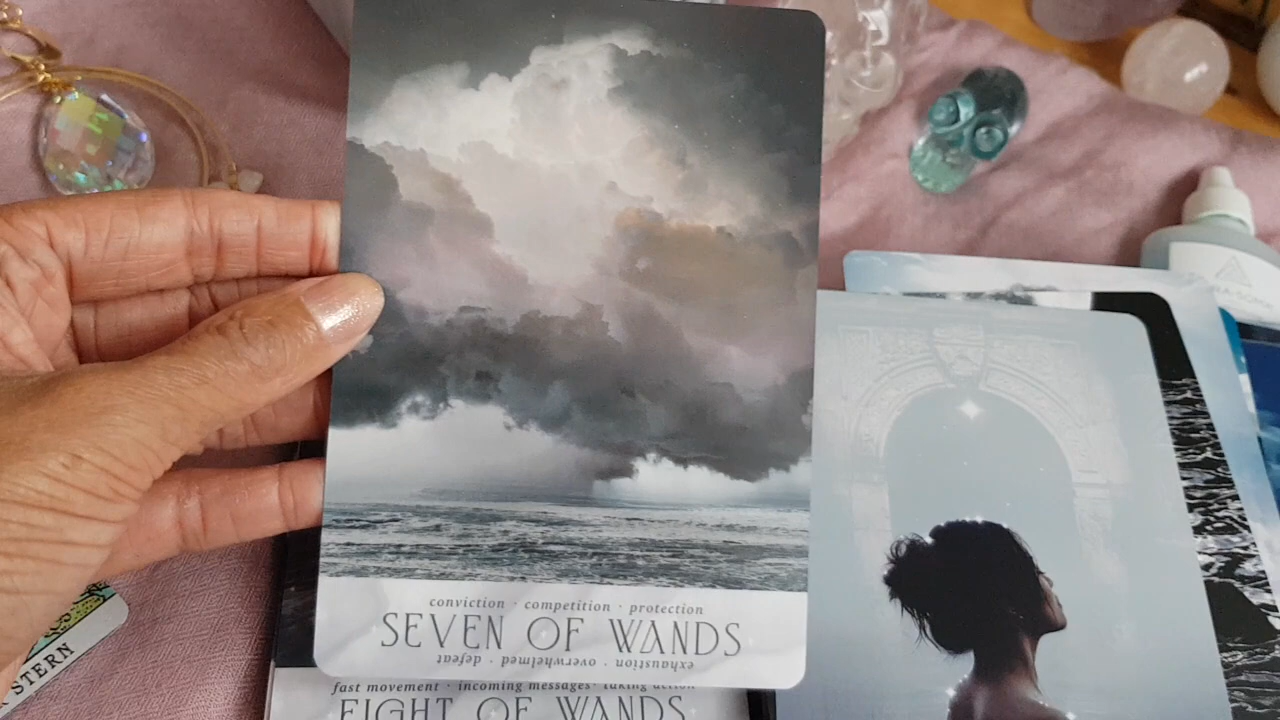 conviction · competition · protection
SEVEN OF WANDS
exhaustion · overwhelmed · defeat
fast movement · incoming messages · taking action
EIGHT OF WANDS
STERN